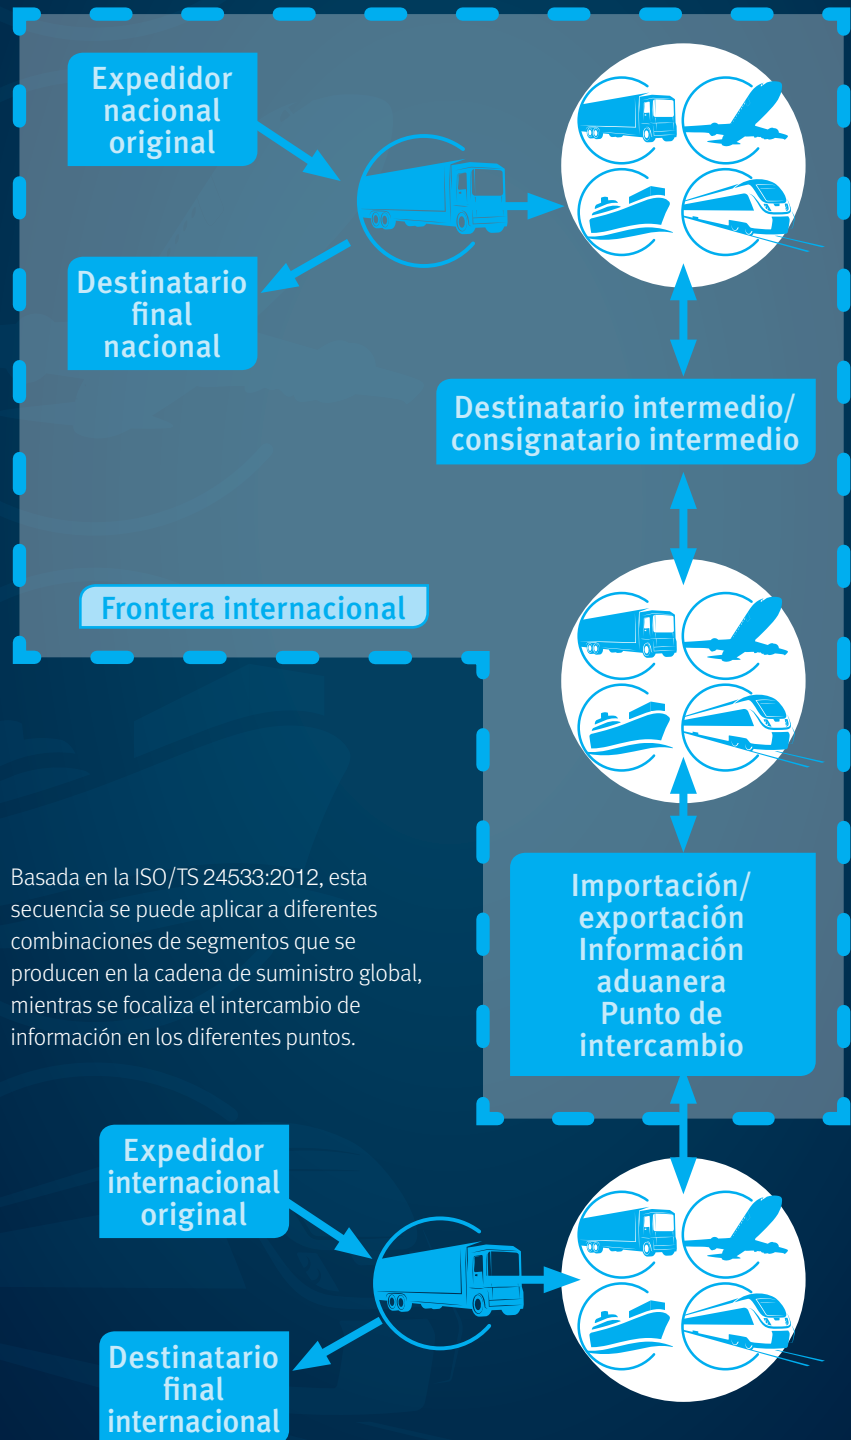 Expedidor
nacional
original
Destinatario
final
nacional
Destinatario intermedio/
consignatario intermedio
Frontera internacional
Basada en la ISO/TS 24533:2012, esta
secuencia se puede aplicar a diferentes
combinaciones de segmentos que se
producen en la cadena de suministro global,
mientras se focaliza el intercambio de
información en los diferentes puntos.
Importación/
exportación
Información
aduanera
Punto de
intercambio
Expedidor
internacional
original
Destinatario
final
internacional